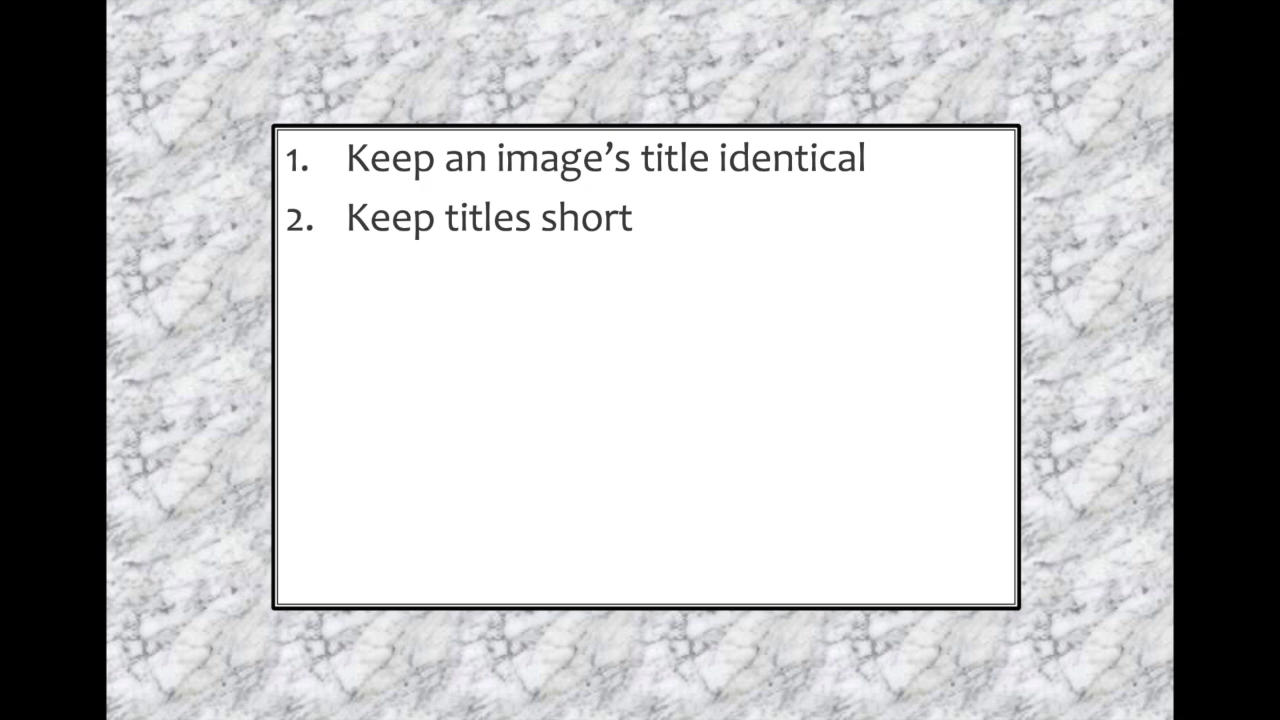 1. Keep an image’s title identical
2. Keep titles short